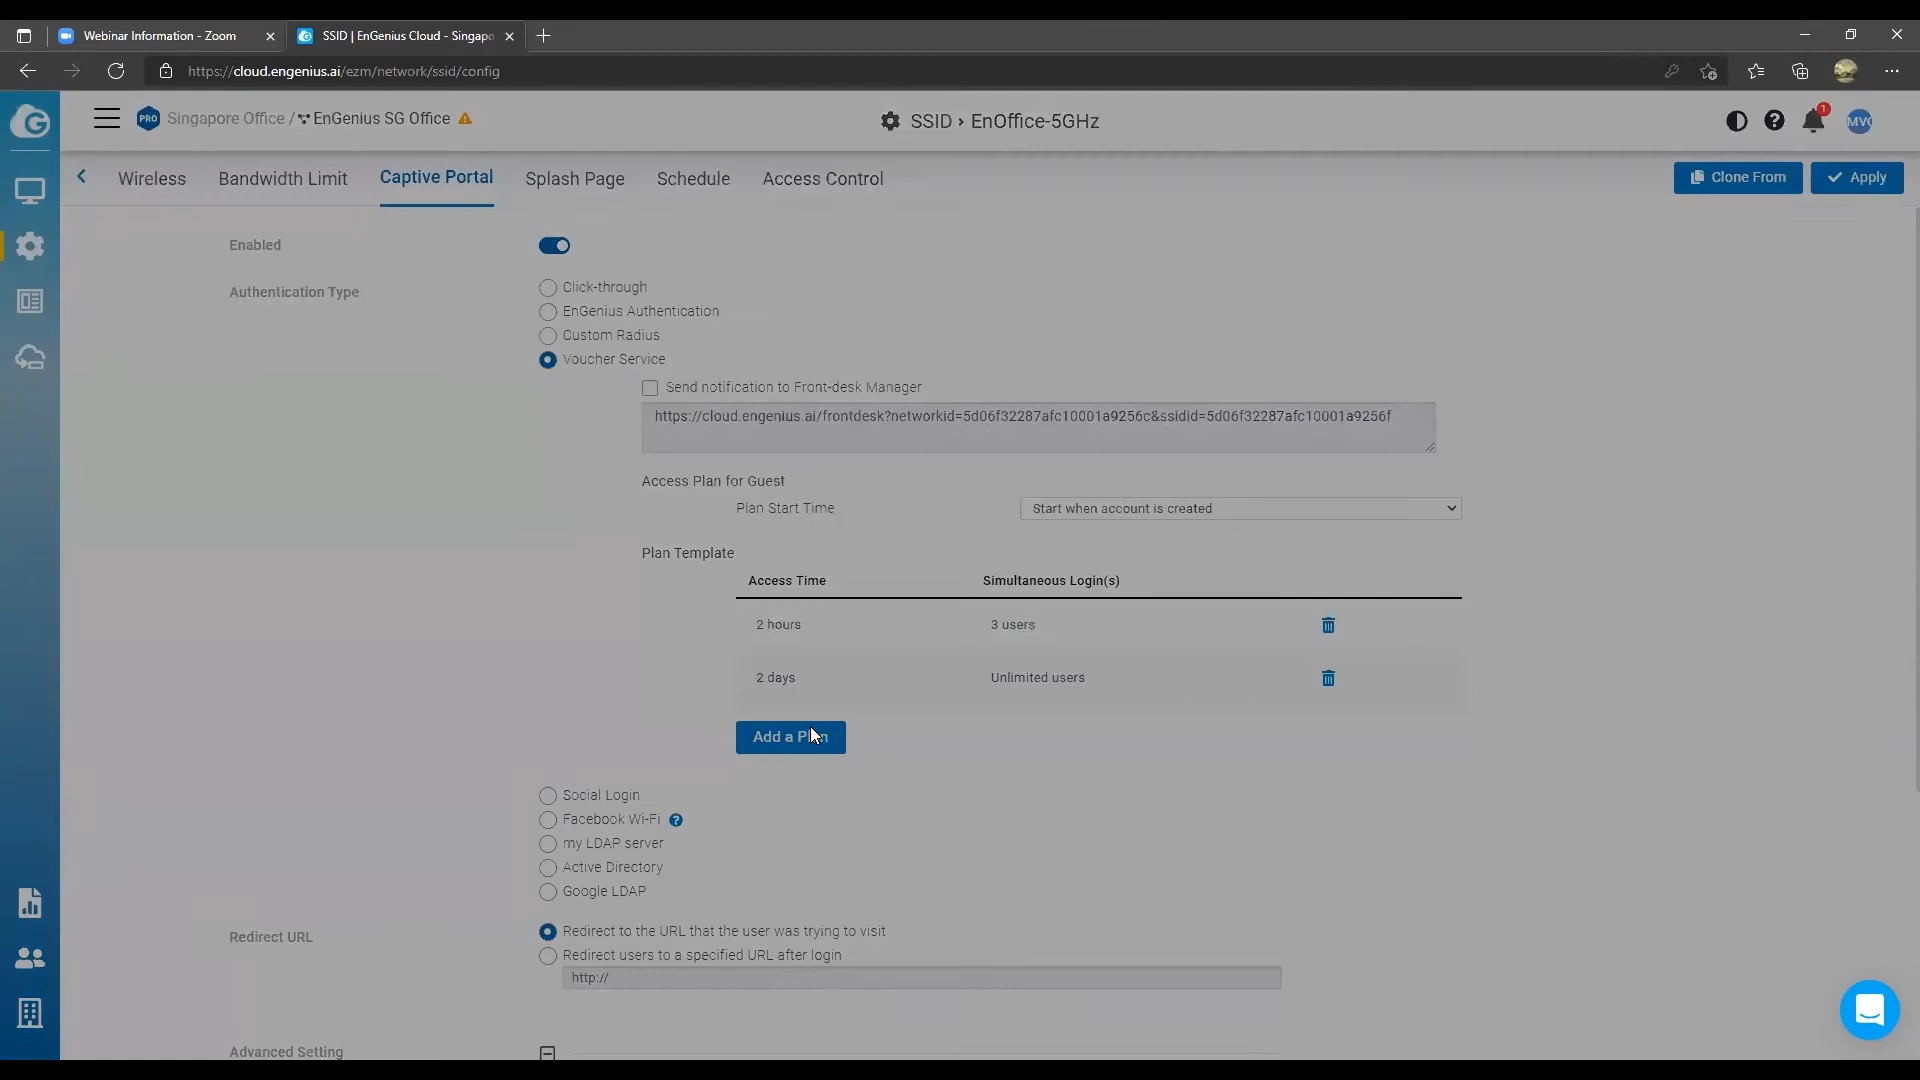 Webinar Information - Zoom
SSID | EnGenius Cloud - Singapo
https://cloud.engenius.ai/ezm/network/ssid/config
PRO Singapore Office / EnGenius SG Office
SSID › EnOffice-5GHz
1
MVC
Wireless
Bandwidth Limit
Captive Portal
Splash Page
Schedule
Access Control
Clone From
Apply
Enabled
Authentication Type
Click-through
EnGenius Authentication
Custom Radius
Voucher Service
Send notification to Front-desk Manager
https://cloud.engenius.ai/frontdesk?networkid=5d06f32287afc10001a9256c&ssidid=5d06f32287afc10001a9256f
Access Plan for Guest
Plan Start Time
Start when account is created
Plan Template
Access Time
Simultaneous Login(s)
2 hours
3 users
2 days
Unlimited users
Add a Plan
Social Login
Facebook Wi-Fi
my LDAP server
Active Directory
Google LDAP
Redirect URL
Redirect to the URL that the user was trying to visit
Redirect users to a specified URL after login
http://
Advanced Setting